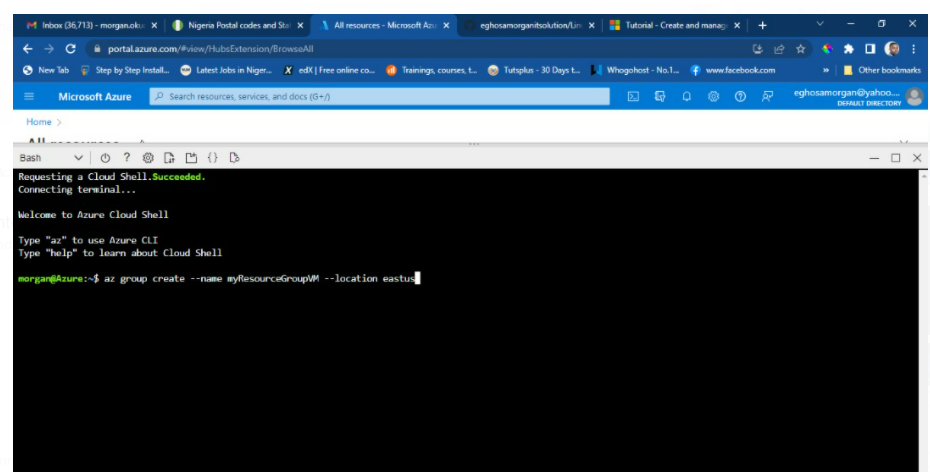 Inbox (36,713) - morgan.oku
Nigeria Postal codes and Stat
All resources - Microsoft Azu
eghosamorganitsolution/Lin
Tutorial - Create and manag
portal.azure.com/#view/HubsExtension/BrowseAll
New Tab
Step by Step Install...
Latest Jobs in Niger...
edX | Free online co...
Trainings, courses, t...
Tutsplus - 30 Days t...
Whogohost - No.1...
www.facebook.com
»
Other bookmarks
Microsoft Azure
Search resources, services, and docs (G+/)
eghosamorgan@yahoo....
DEFAULT DIRECTORY
Home >
All resources
Bash
Requesting a Cloud Shell.Succeeded.
Connecting terminal...
Welcome to Azure Cloud Shell
Type "az" to use Azure CLI
Type "help" to learn about Cloud Shell
morgan@Azure:~$ az group create --name myResourceGroupVM --location eastus